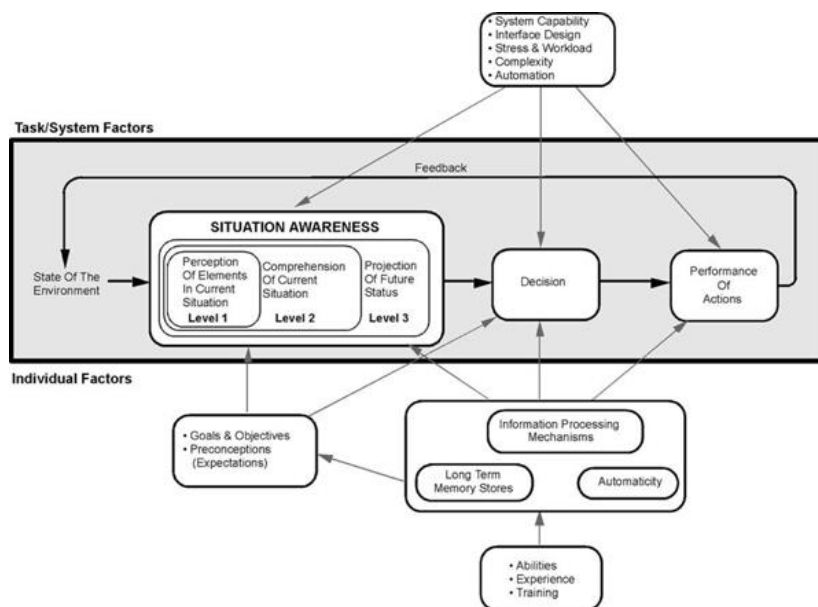 • System Capability
• Interface Design
• Stress & Workload
• Complexity
• Automation
Task/System Factors
Feedback
SITUATION AWARENESS
State Of The
Environment
Perception
Of Elements
In Current
Situation
Level 1
Comprehension
Of Current
Situation
Level 2
Projection
Of Future
Status
Level 3
Decision
Performance
Of
Actions
Individual Factors
• Goals & Objectives
• Preconceptions
(Expectations)
Information Processing
Mechanisms
Long Term
Memory Stores
Automaticity
• Abilities
• Experience
• Training